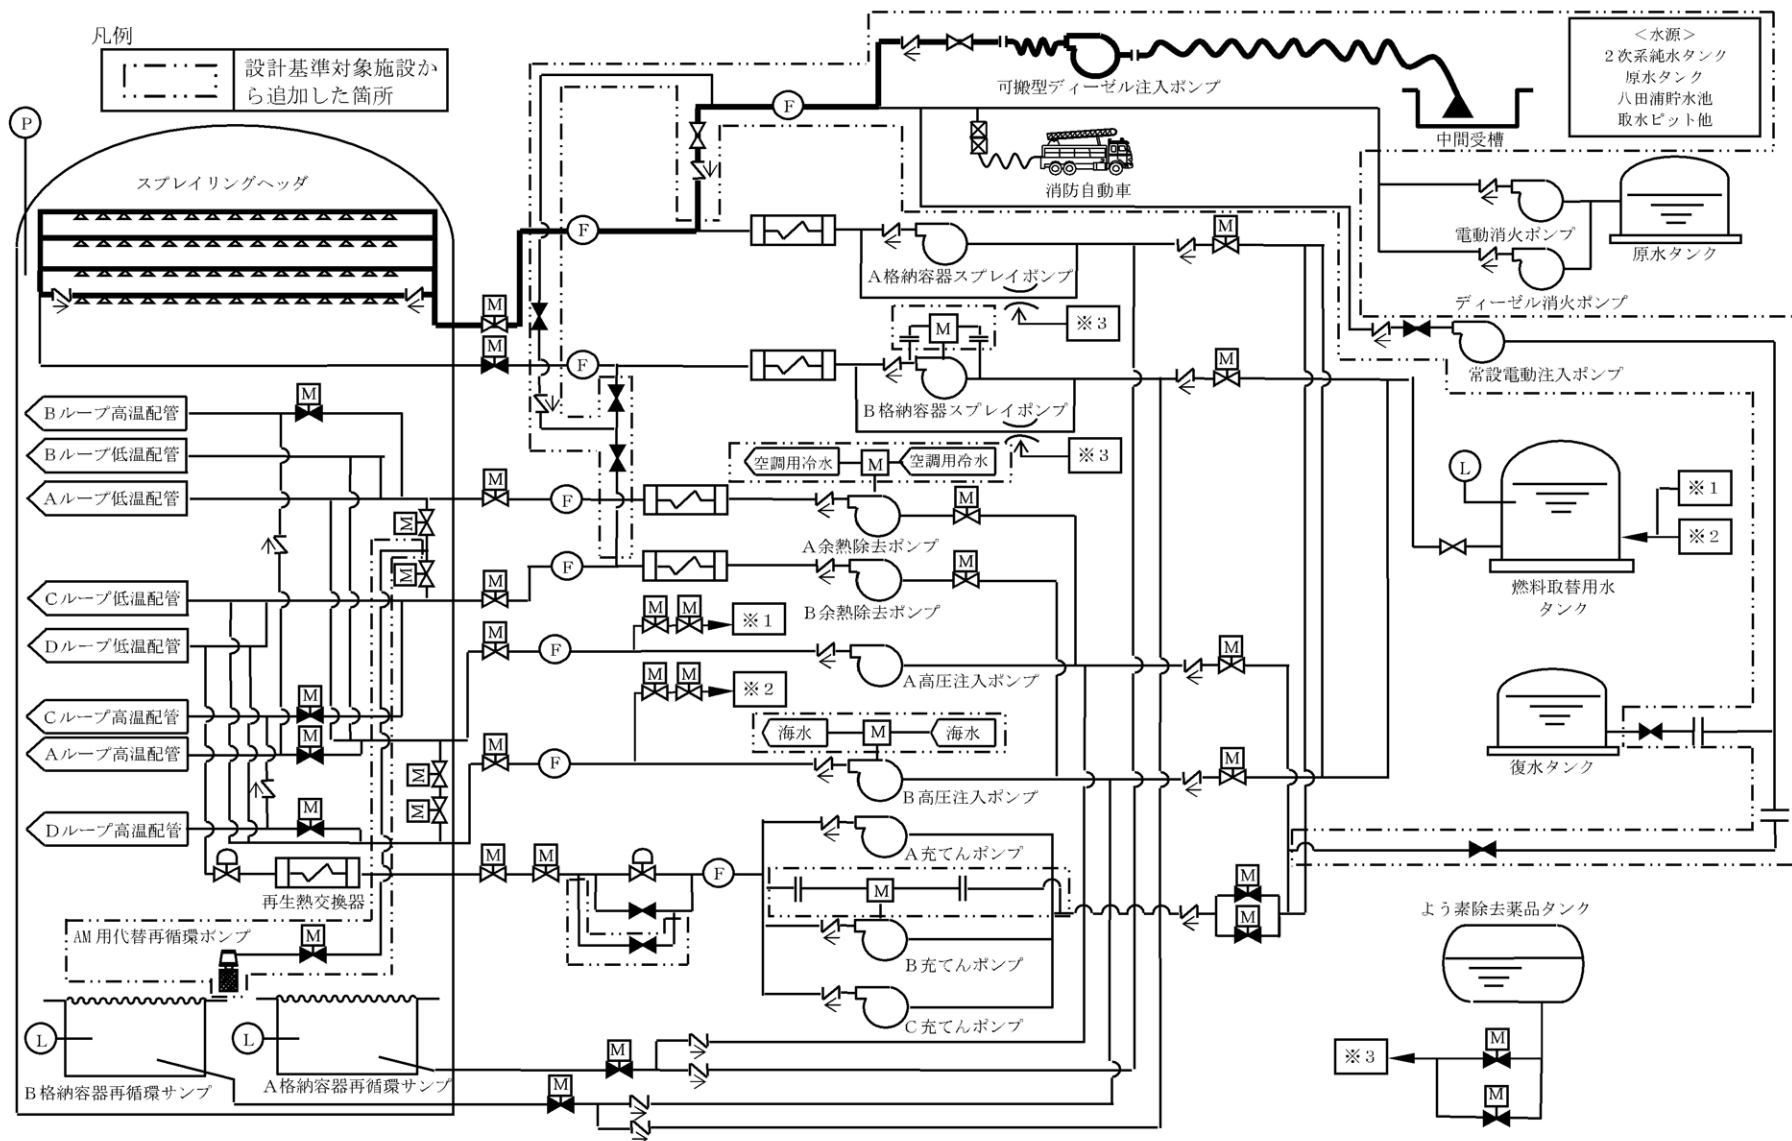 凡例
設計基準対象施設か
ら追加した箇所
<水源>
2次系純水タンク
原水タンク
八田浦貯水池
取水ピット他
可搬型ディーゼル注入ポンプ
中間受槽
消防自動車
電動消火ポンプ
原水タンク
ディーゼル消火ポンプ
常設電動注入ポンプ
P
スプレイリングヘッダ
F
F
A格納容器スプレイポンプ
M
M
※3
M
M
F
B格納容器スプレイポンプ
M
※3
Bループ高温配管
M
Bループ低温配管
空調用冷水
M
空調用冷水
Aループ低温配管
M
F
M
M
A余熱除去ポンプ
L
※1
※2
燃料取替用水
タンク
M
Cループ低温配管
M
F
M
B余熱除去ポンプ
M
M
※1
Dループ低温配管
M
F
A高圧注入ポンプ
M
M
M
※2
Cループ高温配管
M
海水
M
海水
Aループ高温配管
M
M
F
B高圧注入ポンプ
M
M
M
復水タンク
Dループ高温配管
M
A充てんポンプ
再生熱交換器
M
M
F
M
M
M
B充てんポンプ
AM用代替再循環ポンプ
M
C充てんポンプ
よう素除去薬品タンク
L
B格納容器再循環サンプ
L
A格納容器再循環サンプ
M
M
※3
M
M